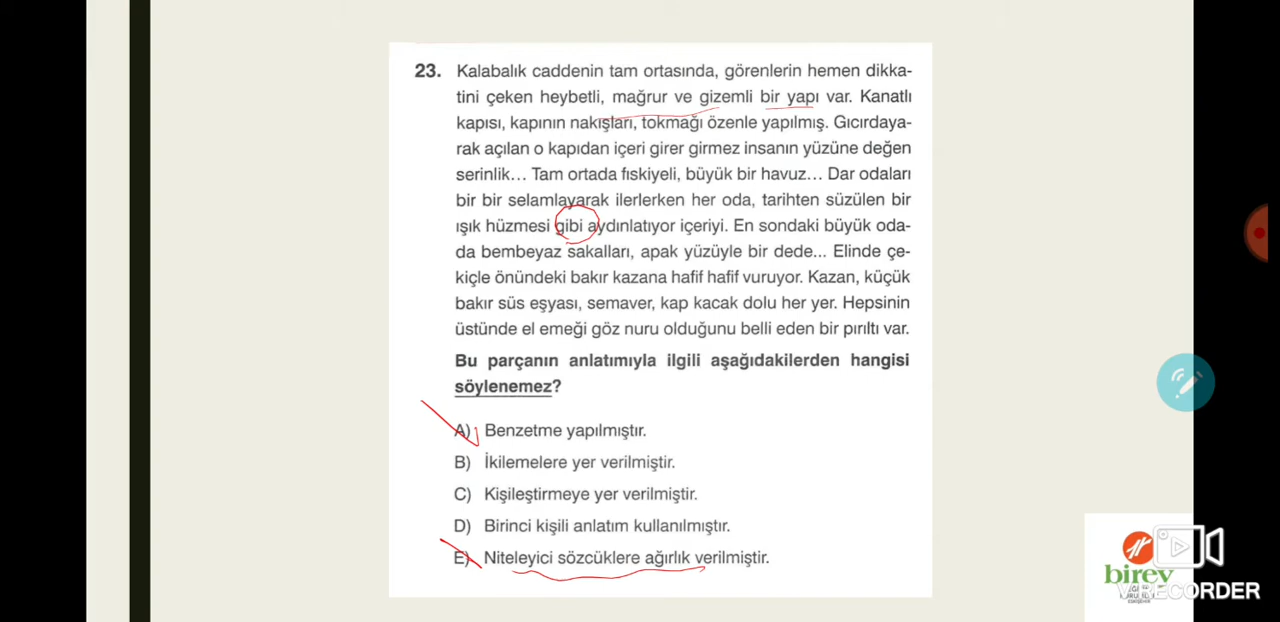 23. Kalabalık caddenin tam ortasında, görenlerin hemen dikka-
tini çeken heybetli, mağrur ve gizemli bir yapı var. Kanatlı
kapısı, kapının nakışları, tokmağı özenle yapılmış. Gıcırdaya-
rak açılan o kapıdan içeri girer girmez insanın yüzüne değen
serinlik... Tam ortada fıskiyeli, büyük bir havuz... Dar odaları
bir bir selamlayarak ilerlerken her oda, tarihten süzülen bir
ışık hüzmesi gibi aydınlatıyor içeriyi. En sondaki büyük oda-
da bembeyaz sakalları, apak yüzüyle bir dede... Elinde çe-
kiçle önündeki bakır kazana hafif hafif vuruyor. Kazan, küçük
bakır süs eşyası, semaver, kap kacak dolu her yer. Hepsinin
üstünde el emeği göz nuru olduğunu belli eden bir pırıltı var.
Bu parçanın anlatımıyla ilgili aşağıdakilerden hangisi
söylenemez?
A) Benzetme yapılmıştır.
B) İkilemelere yer verilmiştir.
C) Kişileştirmeye yer verilmiştir.
D) Birinci kişili anlatım kullanılmıştır.
E) Niteleyici sözcüklere ağırlık verilmiştir.
birey
RECORDER